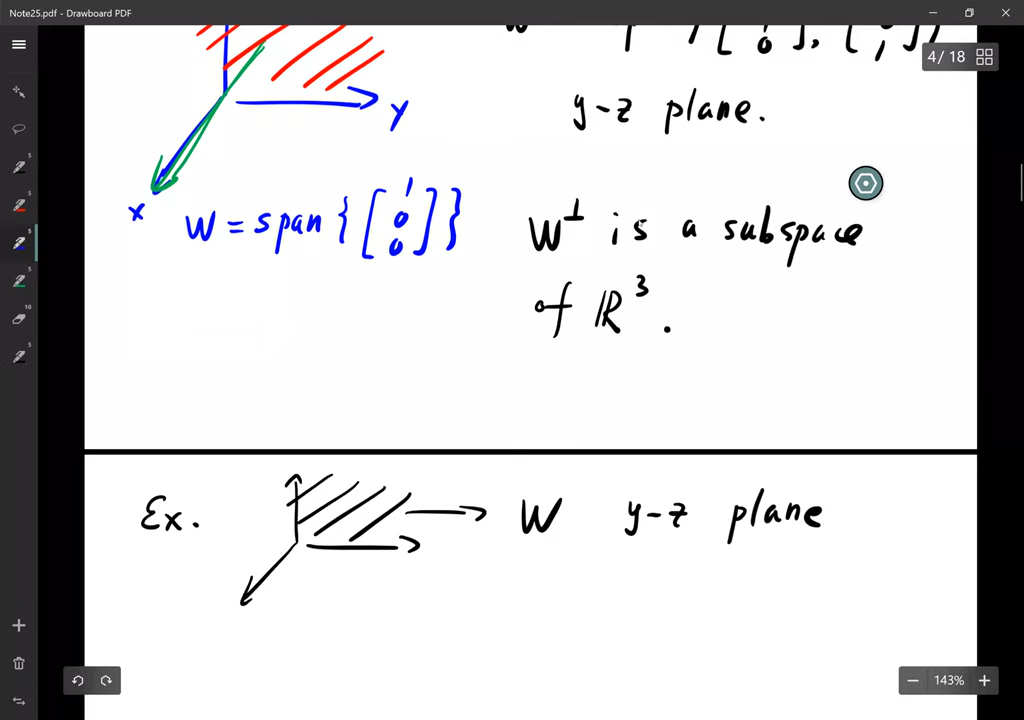 Note25.pdf - Drawboard PDF
4 / 18
y
y-z plane.
x
W = span { [ 1 0 0 ] }
W⊥ is a subspace
of ℝ³.
Ex.
W y-z plane
143%